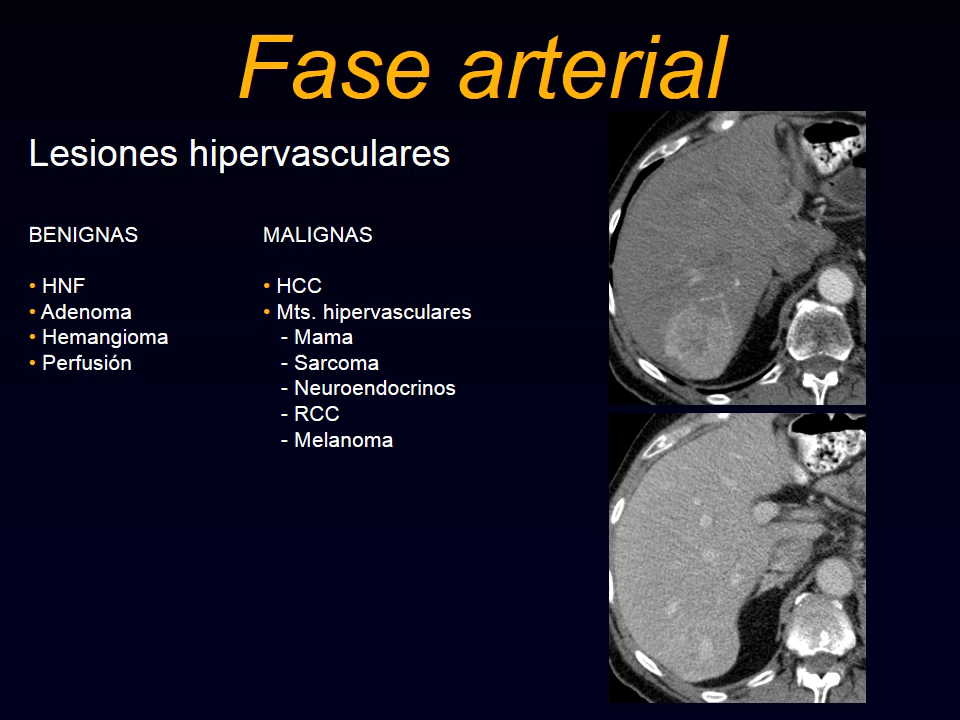 Fase arterial
Lesiones hipervasculares
BENIGNAS
• HNF
• Adenoma
• Hemangioma
• Perfusión
MALIGNAS
• HCC
• Mts. hipervasculares
- Mama
- Sarcoma
- Neuroendocrinos
- RCC
- Melanoma